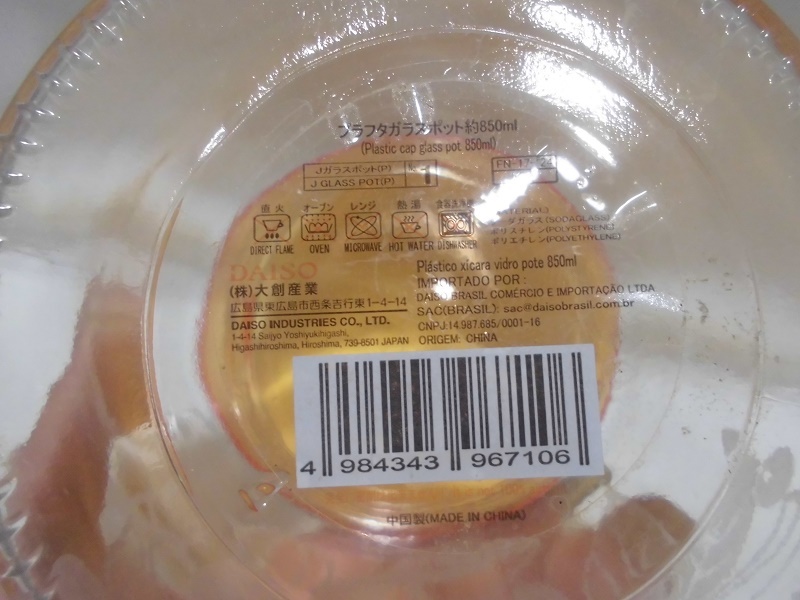 プラフタガラスポット約850ml
(Plastic cap glass pot 850ml)
Jガラスポット(P)
J.GLASS POT(P)
No.
1
直火 オーブン レンジ 熱湯 食器洗浄機
DIRECT FLAME OVEN MICROWAVE HOT WATER DISHWASHER
ガラス(SODAGLASS)
ポリスチレン(POLYSTYRENE)
ポリエチレン(POLYETHYLENE)
DAISO
(株)大創産業
広島県東広島市西条吉行東1-4-14
DAISO INDUSTRIES CO., LTD.
1-4-14 Saijyo Yoshiyukihigashi,
Higashihiroshima, Hiroshima, 739-8501 JAPAN
Plástico xícara vidro pote 850ml
IMPORTADO POR :
DAISO BRASIL COMÉRCIO E IMPORTAÇÃO LTDA
SAC(BRASIL): sac@daisobrasil.com.br
CNPJ:14.987.685/0001-16
ORIGEM: CHINA
4 984343 967106
中国製(MADE IN CHINA)